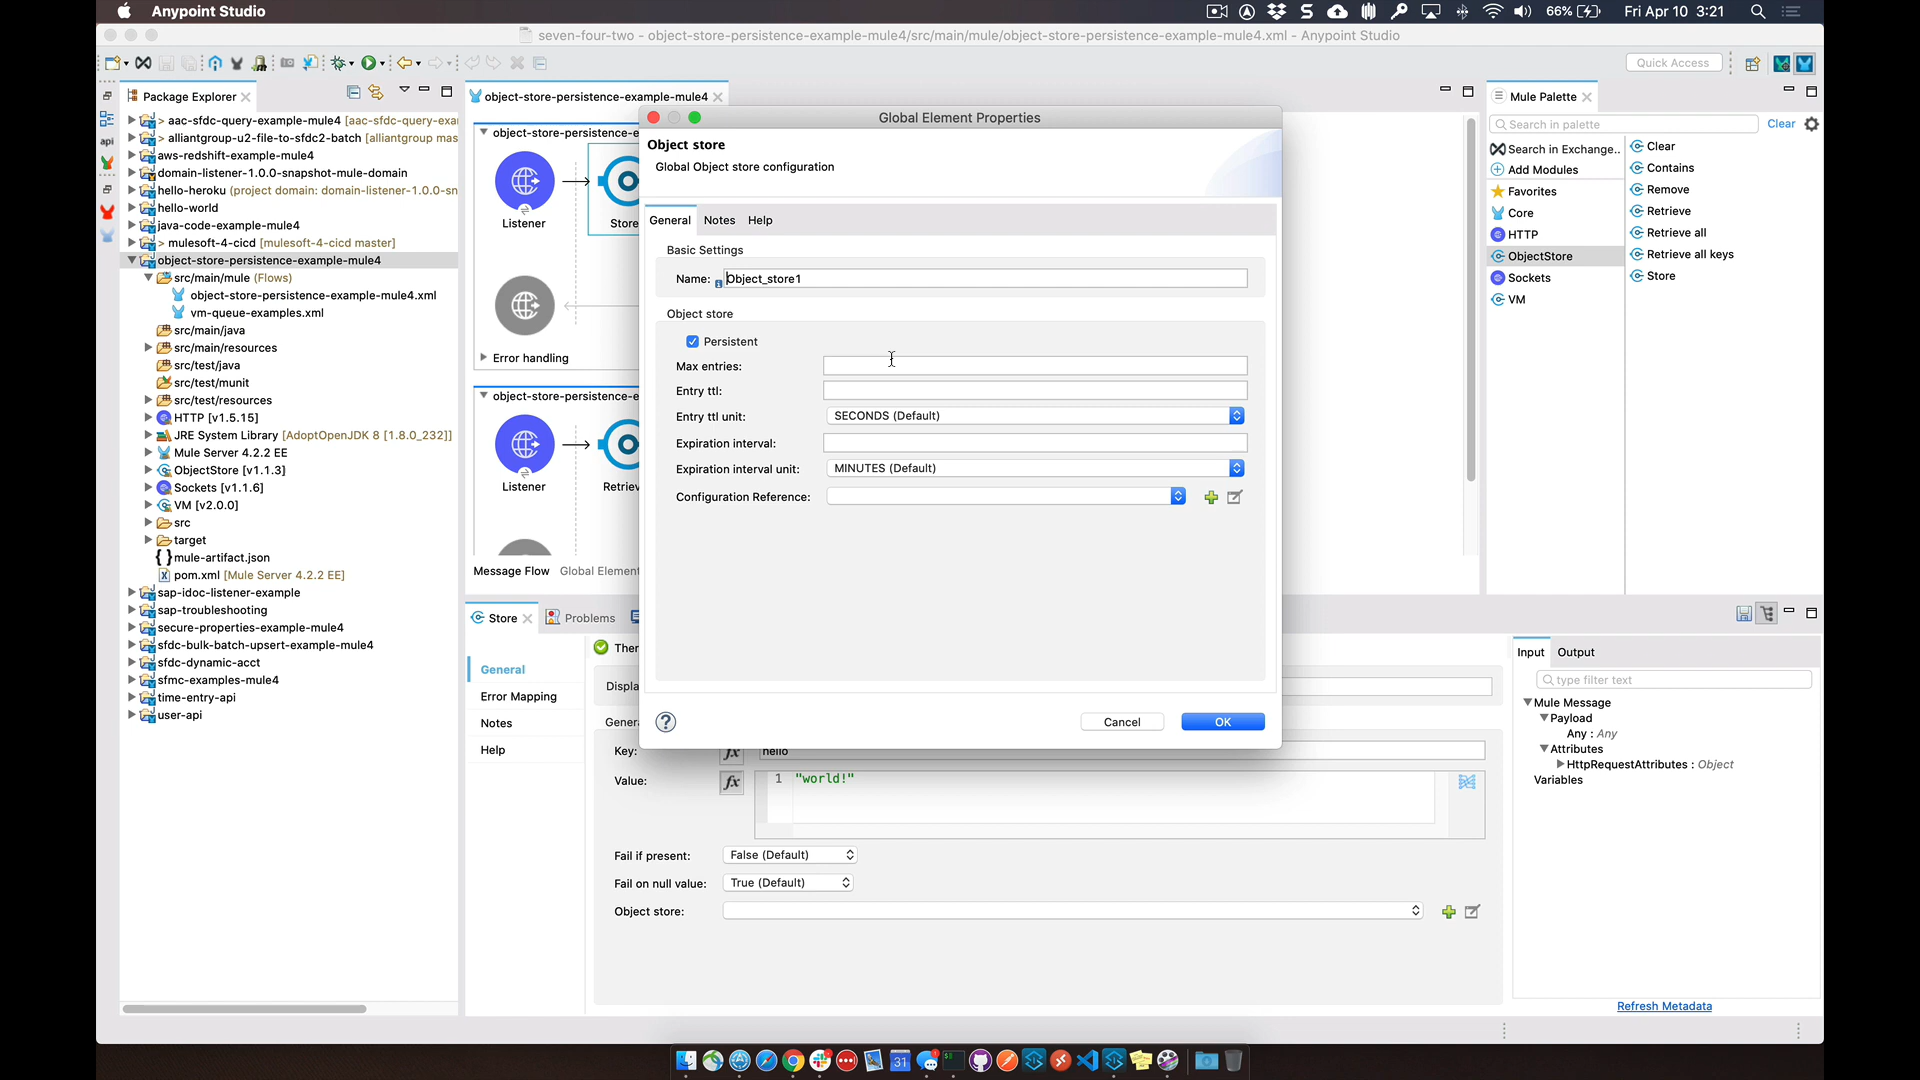 Anypoint Studio
66%
Fri Apr 10 3:21
seven-four-two - object-store-persistence-example-mule4/src/main/mule/object-store-persistence-example-mule4.xml - Anypoint Studio
Quick Access
Package Explorer
> aac-sfdc-query-example-mule4 [aac-sfdc-query-exa
> alliantgroup-u2-file-to-sfdc2-batch [alliantgroup mas
aws-redshift-example-mule4
domain-listener-1.0.0-snapshot-mule-domain
hello-heroku (project domain: domain-listener-1.0.0-sn
hello-world
java-code-example-mule4
> mulesoft-4-cicd [mulesoft-4-cicd master]
object-store-persistence-example-mule4
src/main/mule (Flows)
object-store-persistence-example-mule4.xml
vm-queue-examples.xml
src/main/java
src/main/resources
src/test/java
src/test/munit
src/test/resources
HTTP [v1.5.15]
JRE System Library [AdoptOpenJDK 8 [1.8.0_232]]
Mule Server 4.2.2 EE
ObjectStore [v1.1.3]
Sockets [v1.1.6]
VM [v2.0.0]
src
target
mule-artifact.json
pom.xml [Mule Server 4.2.2 EE]
sap-idoc-listener-example
sap-troubleshooting
secure-properties-example-mule4
sfdc-bulk-batch-upsert-example-mule4
sfdc-dynamic-acct
sfmc-examples-mule4
time-entry-api
user-api
api
object-store-persistence-example-mule4
object-store-persistence-e
Listener
Store
Error handling
object-store-persistence-e
Listener
Retriev
Message Flow
Global Element
Global Element Properties
Object store
Global Object store configuration
General
Notes
Help
Basic Settings
Name:
Object_store1
Object store
Persistent
Max entries:
Entry ttl:
Entry ttl unit:
SECONDS (Default)
Expiration interval:
Expiration interval unit:
MINUTES (Default)
Configuration Reference:
?
Cancel
OK
Mule Palette
Search in palette
Clear
Search in Exchange..
Add Modules
Favorites
Core
HTTP
ObjectStore
Sockets
VM
Clear
Contains
Remove
Retrieve
Retrieve all
Retrieve all keys
Store
Store
Problems
General
Error Mapping
Notes
Help
Ther
Displa
Genera
Key:
fx
hello
Value:
fx
1 "world!"
Fail if present:
False (Default)
Fail on null value:
True (Default)
Object store:
Input
Output
type filter text
Mule Message
Payload
Any : Any
Attributes
HttpRequestAttributes : Object
Variables
Refresh Metadata
31